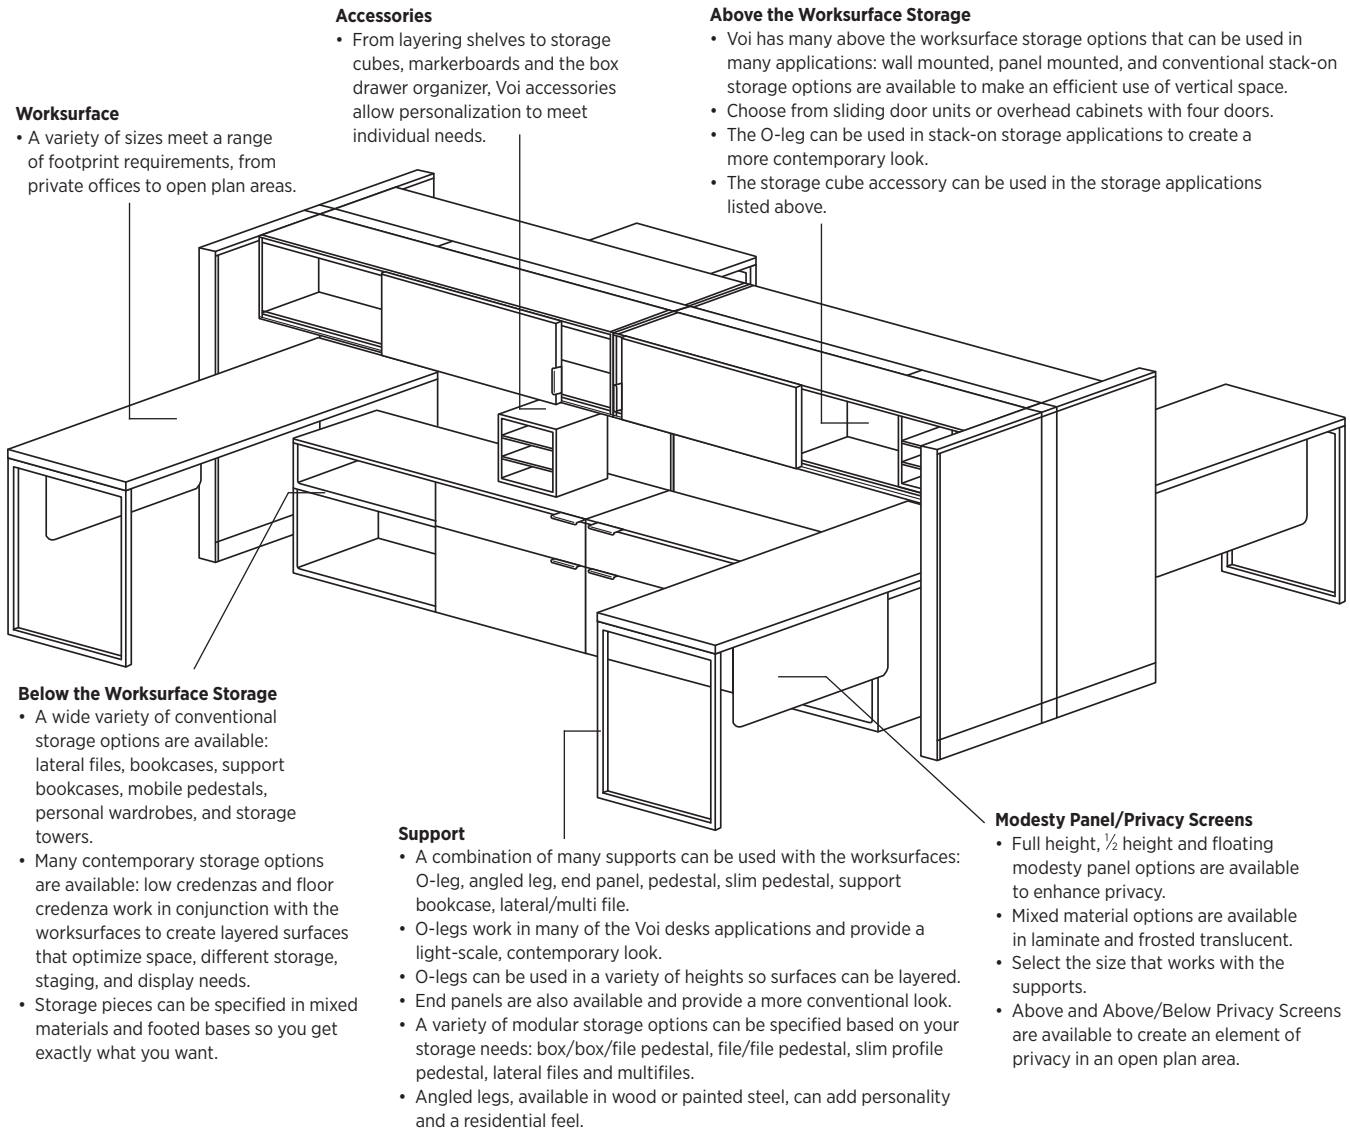 Accessories
• From layering shelves to storage
cubes, markerboards and the box
drawer organizer, Voi accessories
allow personalization to meet
individual needs.
Above the Worksurface Storage
• Voi has many above the worksurface storage options that can be used in
many applications: wall mounted, panel mounted, and conventional stack-on
storage options are available to make an efficient use of vertical space.
• Choose from sliding door units or overhead cabinets with four doors.
• The O-leg can be used in stack-on storage applications to create a
more contemporary look.
• The storage cube accessory can be used in the storage applications
listed above.
Worksurface
• A variety of sizes meet a range
of footprint requirements, from
private offices to open plan areas.
Below the Worksurface Storage
• A wide variety of conventional
storage options are available:
lateral files, bookcases, support
bookcases, mobile pedestals,
personal wardrobes, and storage
towers.
• Many contemporary storage options
are available: low credenzas and floor
credenza work in conjunction with the
worksurfaces to create layered surfaces
that optimize space, different storage,
staging, and display needs.
• Storage pieces can be specified in mixed
materials and footed bases so you get
exactly what you want.
Support
• A combination of many supports can be used with the worksurfaces:
O-leg, angled leg, end panel, pedestal, slim pedestal, support
bookcase, lateral/multi file.
• O-legs work in many of the Voi desks applications and provide a
light-scale, contemporary look.
• O-legs can be used in a variety of heights so surfaces can be layered.
• End panels are also available and provide a more conventional look.
• A variety of modular storage options can be specified based on your
storage needs: box/box/file pedestal, file/file pedestal, slim profile
pedestal, lateral files and multifiles.
• Angled legs, available in wood or painted steel, can add personality
and a residential feel.
Modesty Panel/Privacy Screens
• Full height, ½ height and floating
modesty panel options are available
to enhance privacy.
• Mixed material options are available
in laminate and frosted translucent.
• Select the size that works with the
supports.
• Above and Above/Below Privacy Screens
are available to create an element of
privacy in an open plan area.